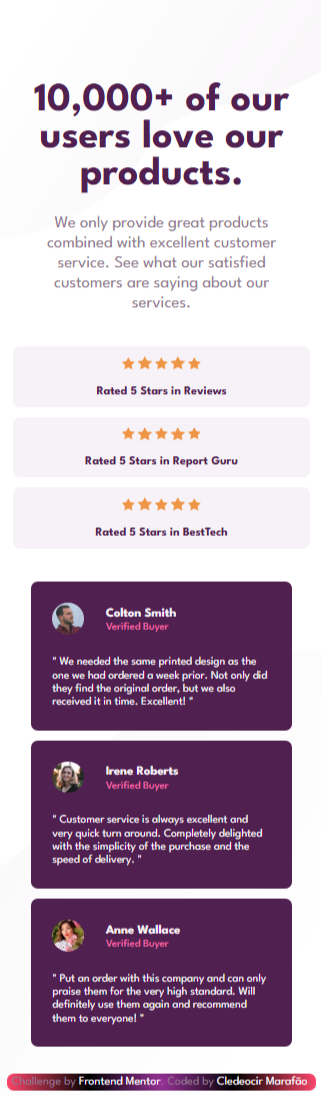 10,000+ of our
users love our
products.
We only provide great products
combined with excellent customer
service. See what our satisfied
customers are saying about our
services.
Rated 5 Stars in Reviews
Rated 5 Stars in Report Guru
Rated 5 Stars in BestTech
Colton Smith
Verified Buyer
" We needed the same printed design as the
one we had ordered a week prior. Not only did
they find the original order, but we also
received it in time. Excellent! "
Irene Roberts
Verified Buyer
" Customer service is always excellent and
very quick turn around. Completely delighted
with the simplicity of the purchase and the
speed of delivery. "
Anne Wallace
Verified Buyer
" Put an order with this company and can only
praise them for the very high standard. Will
definitely use them again and recommend
them to everyone! "
Challenge by Frontend Mentor. Coded by Cledeocir Marafão